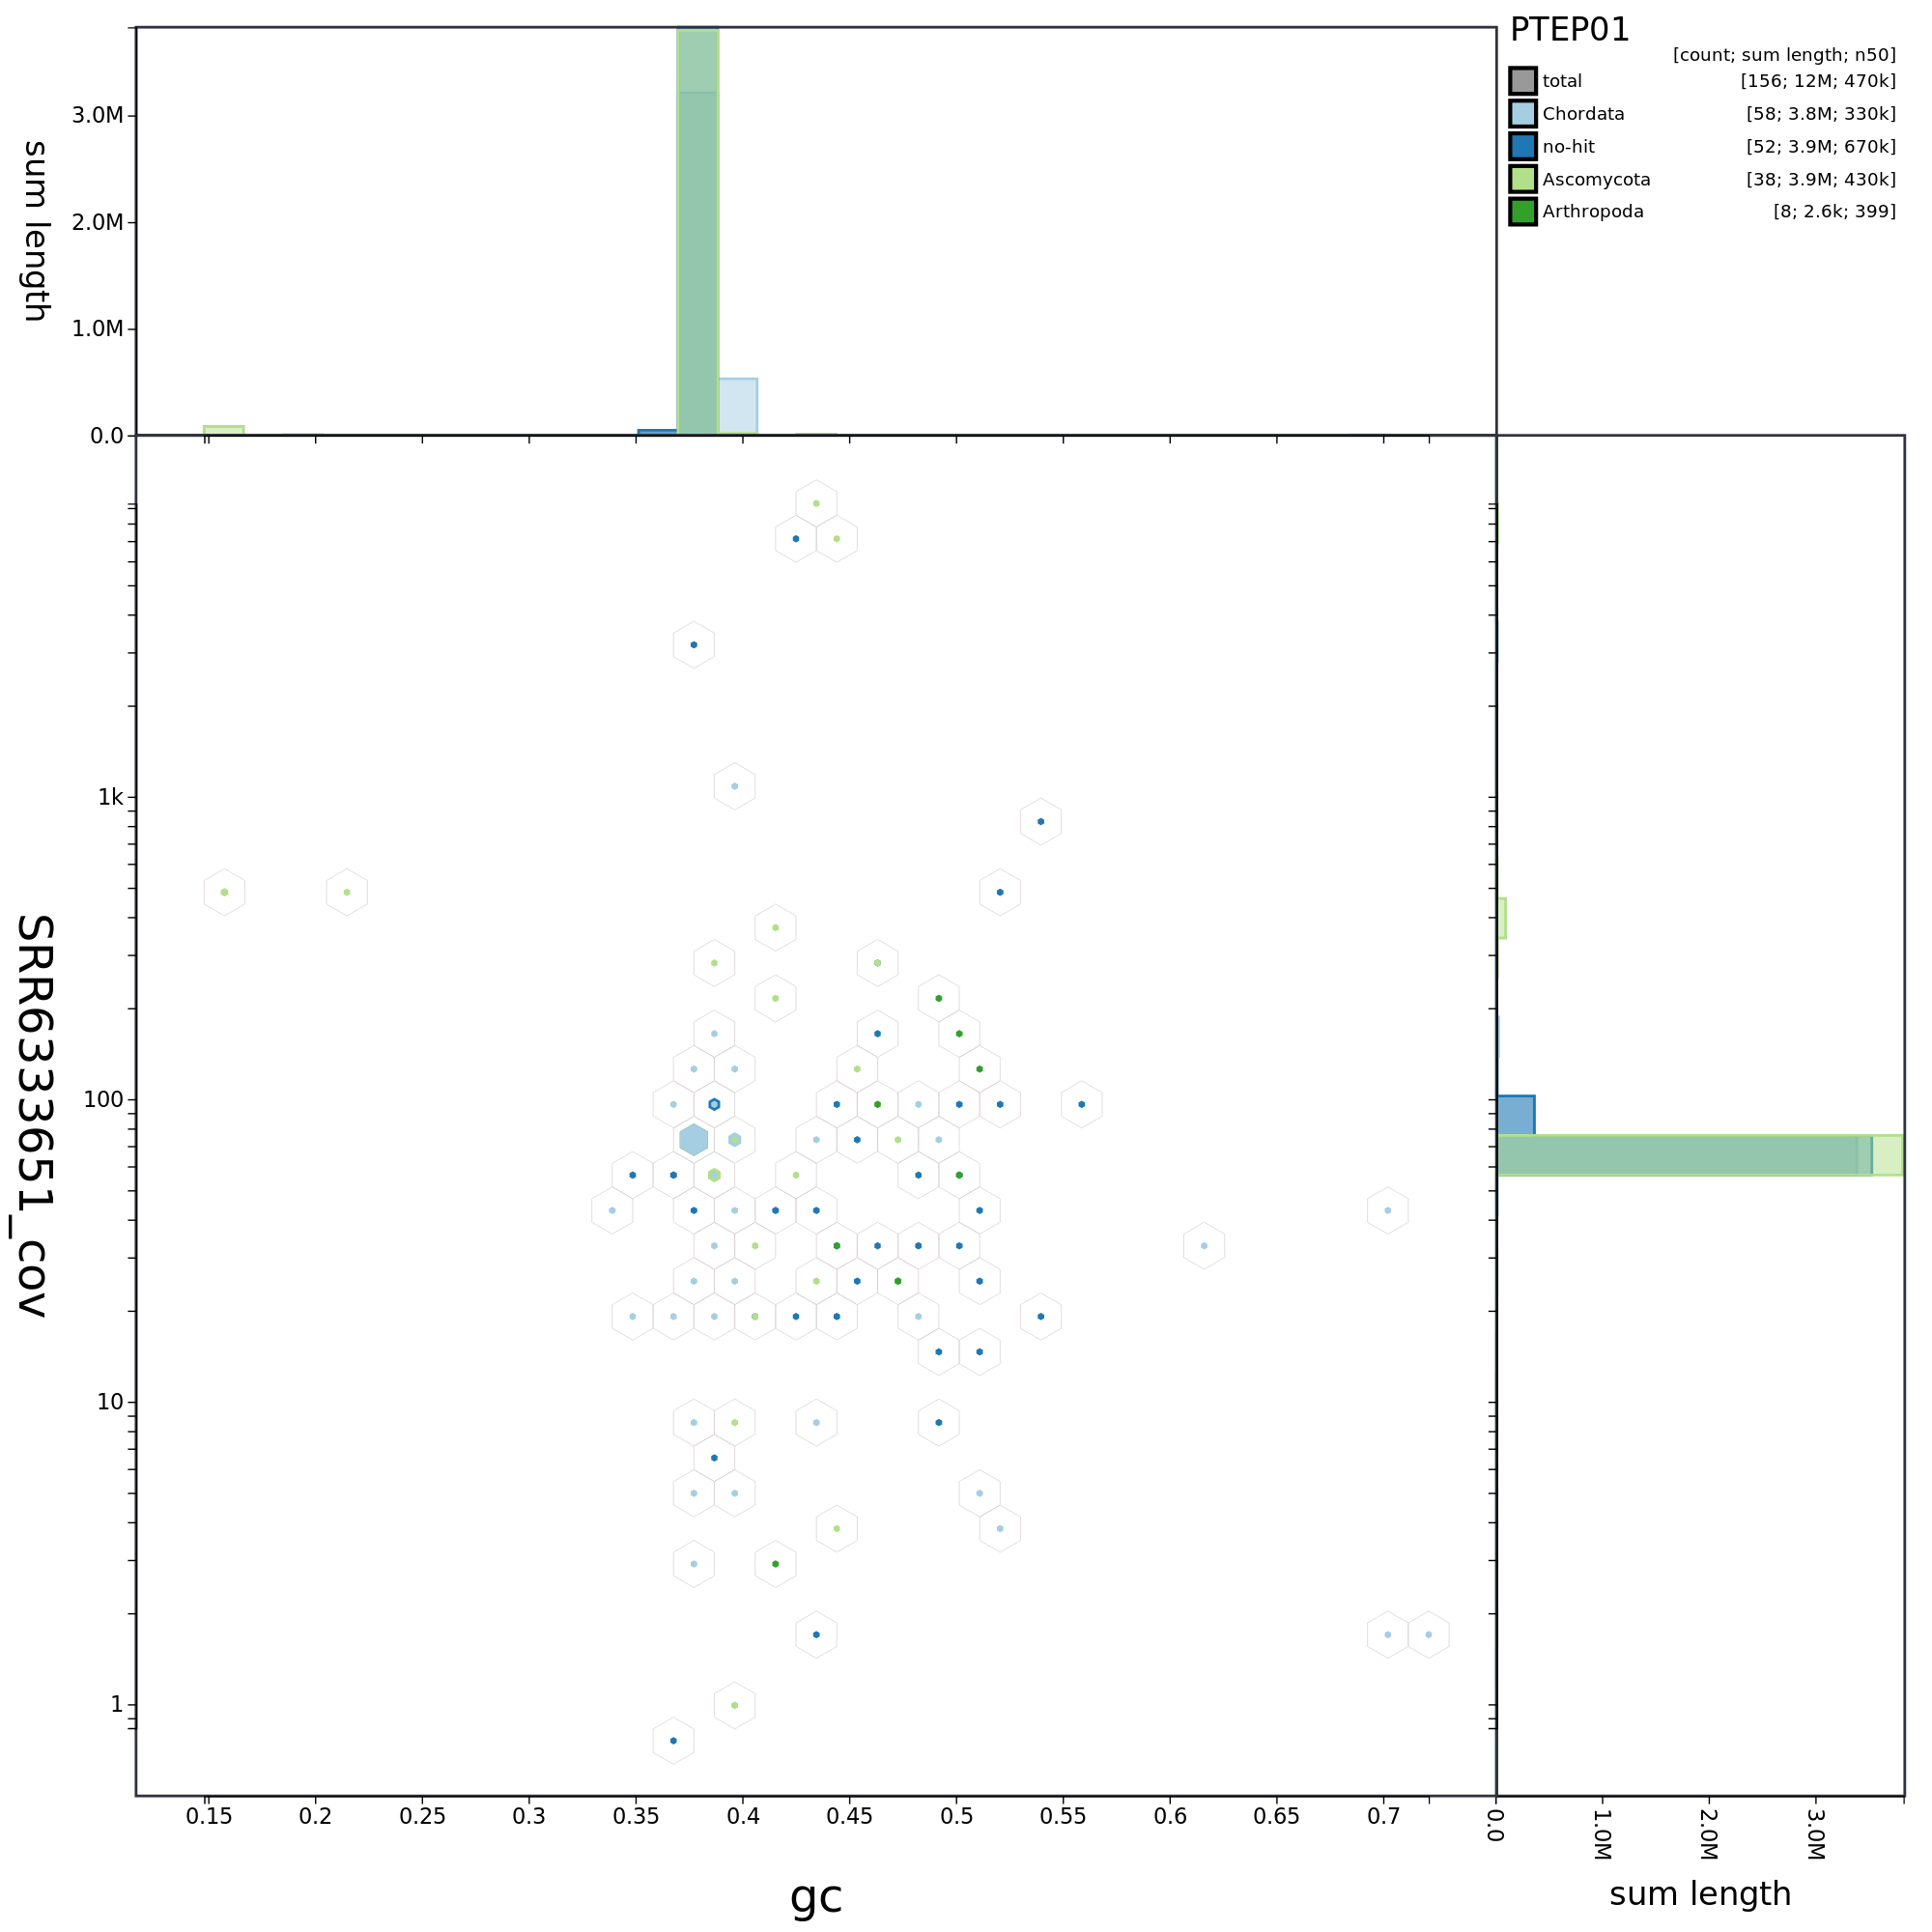 PTEP01
[count; sum length; n50]
total [156; 12M; 470k]
Chordata [58; 3.8M; 330k]
no-hit [52; 3.9M; 670k]
Ascomycota [38; 3.9M; 430k]
Arthropoda [8; 2.6k; 399]
sum length
3.0M
2.0M
1.0M
0.0
SRR6333651_cov
1k
100
10
1
0.15 0.2 0.25 0.3 0.35 0.4 0.45 0.5 0.55 0.6 0.65 0.7
gc
0.0 1.0M 2.0M 3.0M
sum length